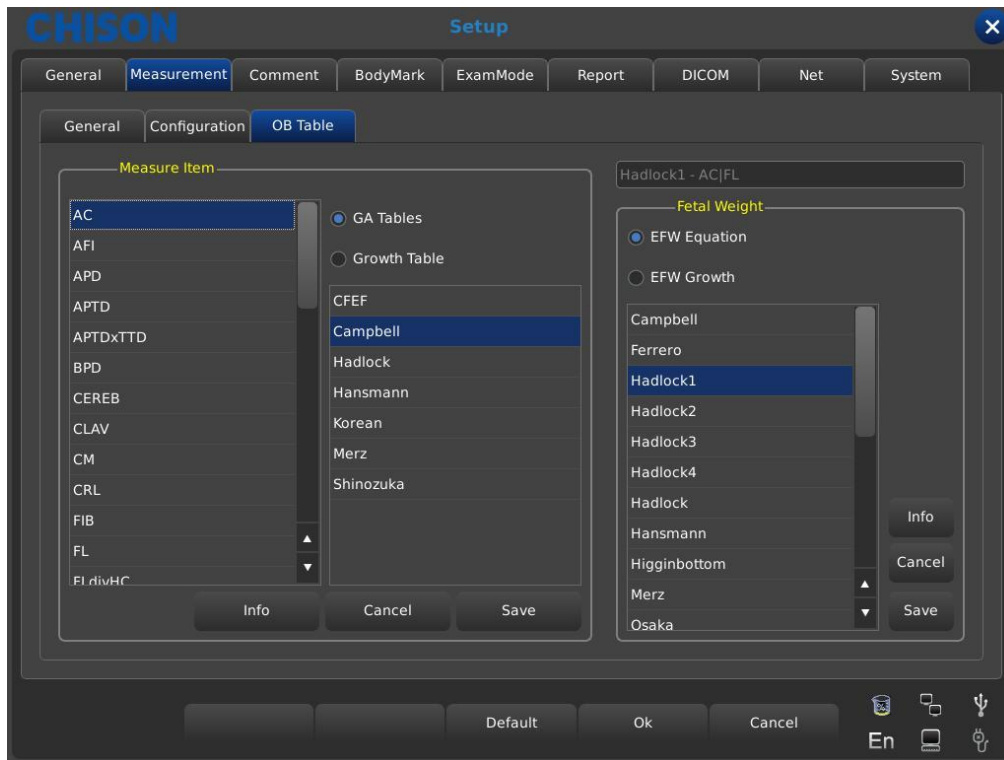 CHISON
Setup
General Measurement Comment BodyMark ExamMode Report DICOM Net System
General Configuration OB Table
Measure Item
AC
AFI
APD
APTD
APTDxTTD
BPD
CEREB
CLAV
CM
CRL
FIB
FL
FLdivHC
GA Tables
Growth Table
CFEF
Campbell
Hadlock
Hansmann
Korean
Merz
Shinozuka
Info Cancel Save
Hadlock1 - AC|FL
Fetal Weight
EFW Equation
EFW Growth
Campbell
Ferrero
Hadlock1
Hadlock2
Hadlock3
Hadlock4
Hadlock
Hansmann
Higginbottom
Merz
Osaka
Info
Cancel
Save
Default Ok Cancel
En